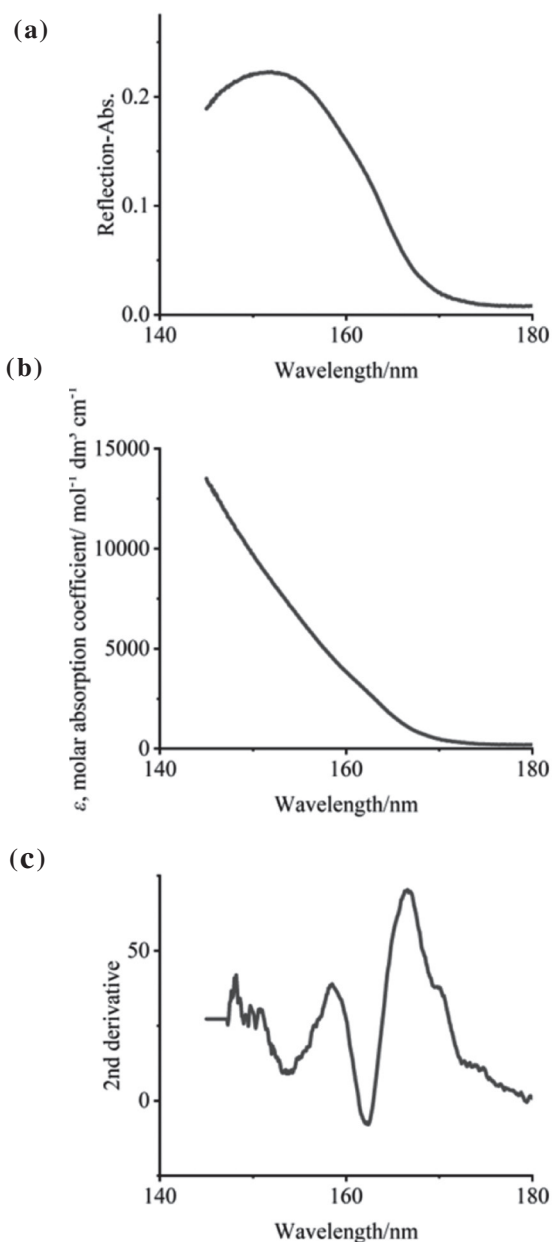 (a)
Reflection-Abs.
0.2
0.1
0.0
140
160
180
Wavelength/nm
(b)
ε, molar absorption coefficient/ mol⁻¹ dm³ cm⁻¹
15000
10000
5000
0
140
160
180
Wavelength/nm
(c)
2nd derivative
50
0
140
160
180
Wavelength/nm